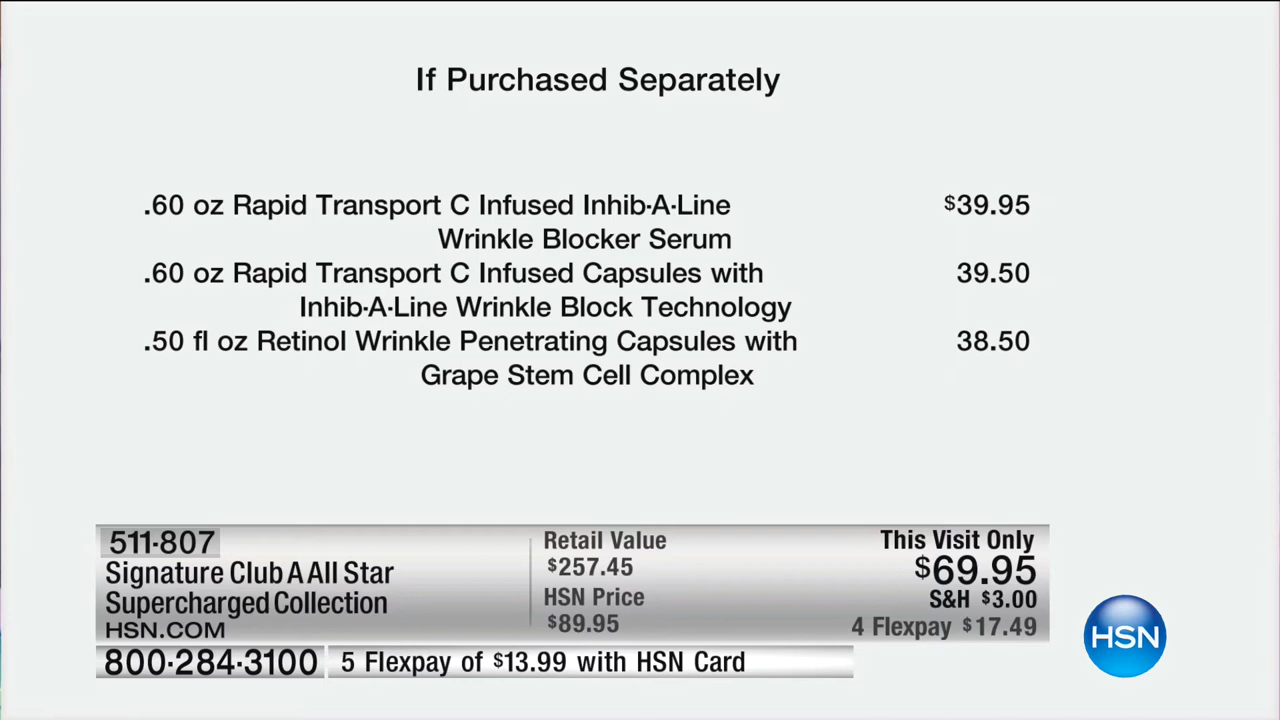 If Purchased Separately
.60 oz Rapid Transport C Infused Inhib·A·Line $39.95
Wrinkle Blocker Serum
.60 oz Rapid Transport C Infused Capsules with 39.50
Inhib·A·Line Wrinkle Block Technology
.50 fl oz Retinol Wrinkle Penetrating Capsules with 38.50
Grape Stem Cell Complex
511·807
Signature Club A All Star
Supercharged Collection
HSN.COM
Retail Value
$257.45
HSN Price
$89.95
This Visit Only
$69.95
S&H $3.00
4 Flexpay $17.49
800·284·3100
5 Flexpay of $13.99 with HSN Card
HSN